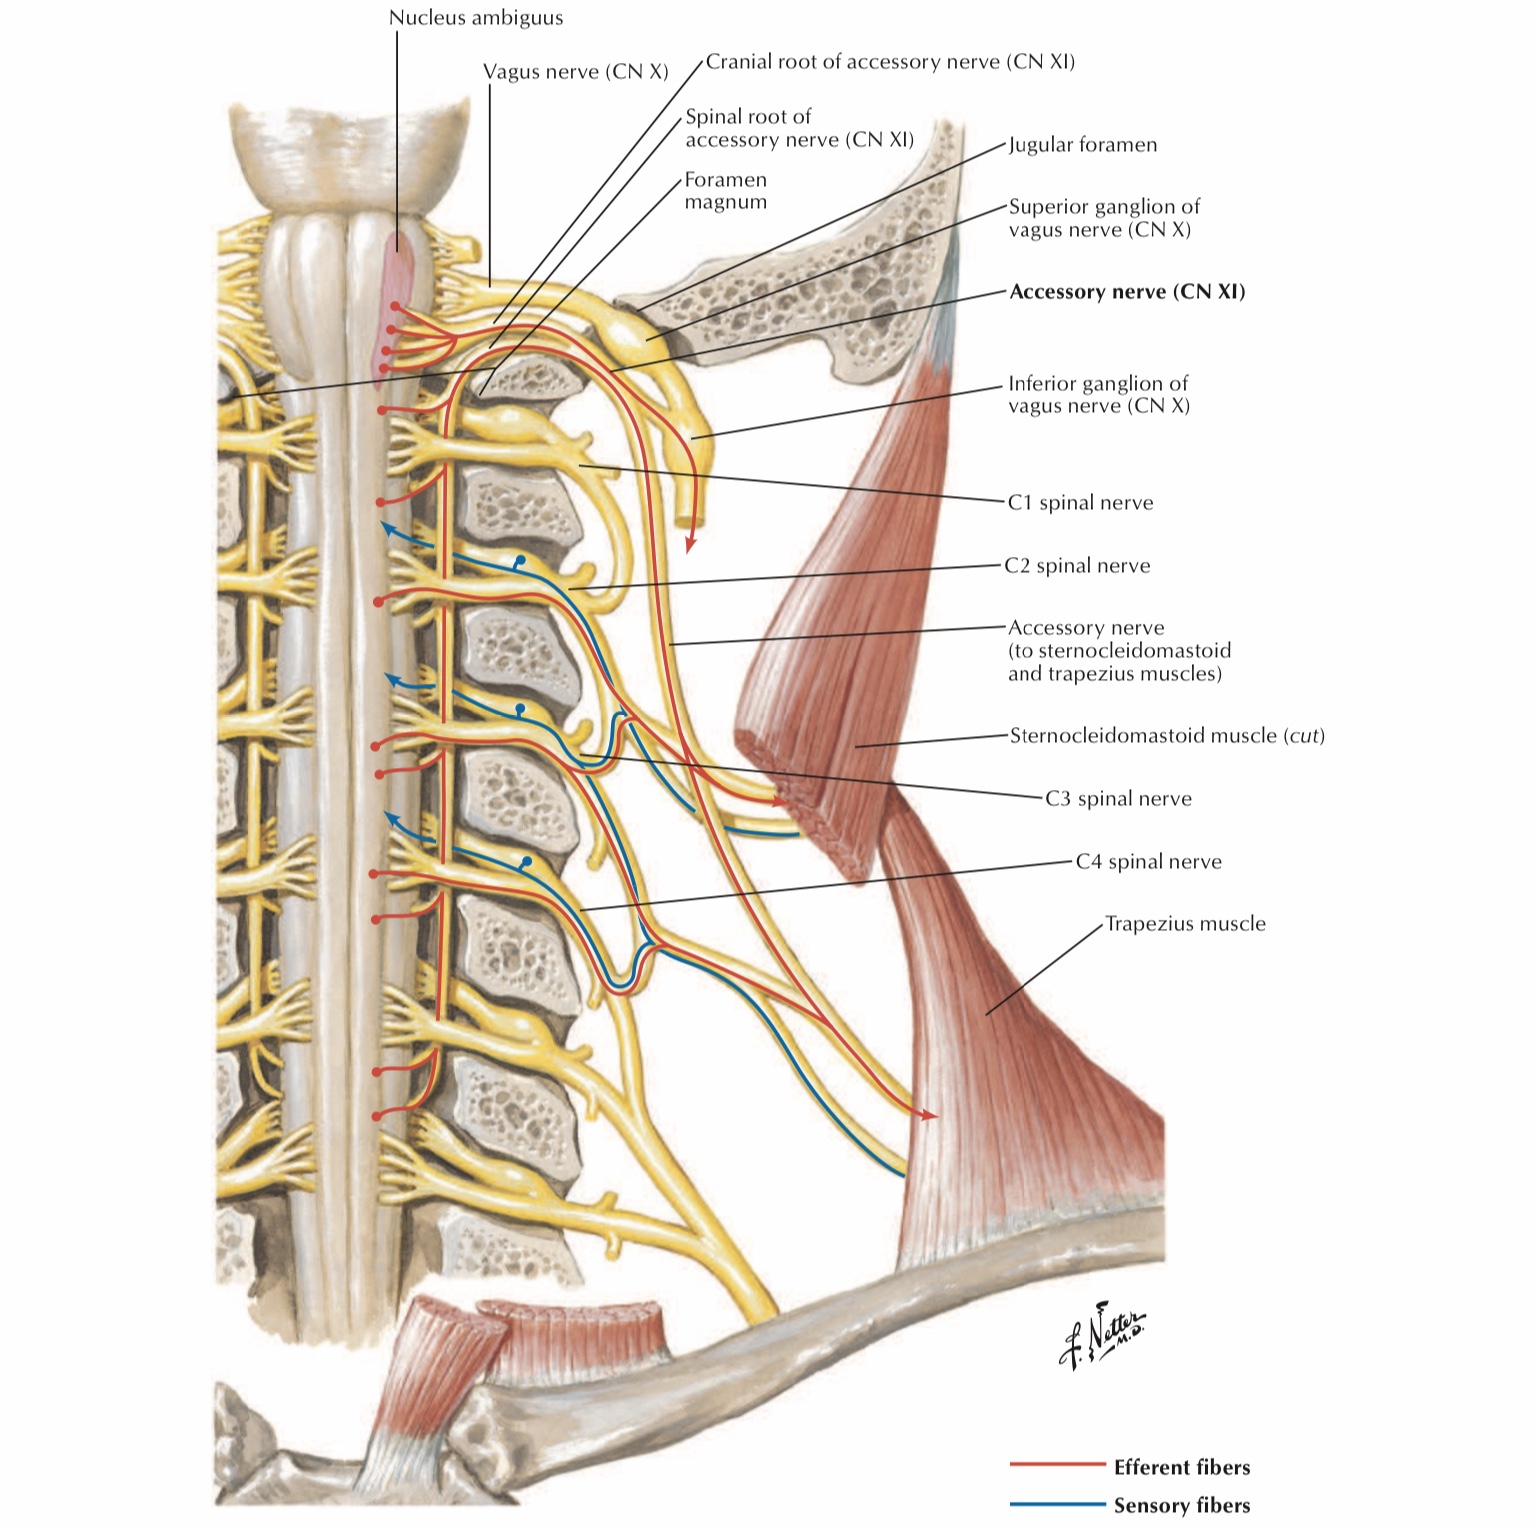 Nucleus ambiguus
Vagus nerve (CN X)
Cranial root of accessory nerve (CN XI)
Spinal root of
accessory nerve (CN XI)
Foramen
magnum
Jugular foramen
Superior ganglion of
vagus nerve (CN X)
Accessory nerve (CN XI)
Inferior ganglion of
vagus nerve (CN X)
C1 spinal nerve
C2 spinal nerve
Accessory nerve
(to sternocleidomastoid
and trapezius muscles)
Sternocleidomastoid muscle (cut)
C3 spinal nerve
C4 spinal nerve
Trapezius muscle
F. Netter
M.D.
Efferent fibers
Sensory fibers